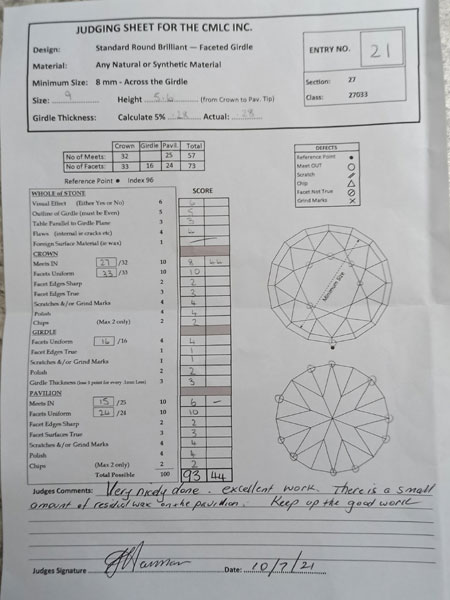 JUDGING SHEET FOR THE CMLC INC.
Design: Standard Round Brilliant — Faceted Girdle
Material: Any Natural or Synthetic Material
Minimum Size: 8 mm - Across the Girdle
Size: 9 Height 5.6 (from Crown to Pav. Tip)
Girdle Thickness: Calculate 5% .28 Actual: .28
ENTRY NO. 21
Section: 27
Class: 27033
Crown Girdle Pavil. Total
No of Meets: 32 25 57
No of Facets: 33 16 24 73
Reference Point • Index 96
DEFECTS
Reference Point
Meet OUT
Scratch
Chip
Facet Not True
Grind Marks
SCORE
WHOLE of STONE
Visual Effect (Either Yes or No) 6 6
Outline of Girdle (must be Even) 5 5
Table Parallel to Girdle Plane 3 3
Flaws (internal ie cracks etc) 4 4
Foreign Surface Material (ie wax) 1 —
CROWN
Meets IN /32 10 8 44
Facets Uniform 33 /33 10 10
Facet Edges Sharp 2 2
Facet Edges True 3
Scratches &/or Grind Marks 4 4
Polish 4
Chips (Max 2 only) 2 2
GIRDLE
Facets Uniform 16 /16 4 4
Facet Edges True 1 1
Scratches &/or Grind Marks 1 1
Polish 2 2
Girdle Thickness (lose 1 point for every .1mm loss) 3 3
PAVILION
Meets IN 15 /25 10 6 –
Facets Uniform 24 /24 10 10
Facet Edges Sharp 2 2
Facet Surfaces True 3 3
Scratches &/or Grind Marks 4 4
Polish 4 4
Chips (Max 2 only) 2 2
Total Possible 100 93 44
Minimum Size
Judges Comments: Very nicely done. excellent work. There is a small
amount of residual wax on the pavilion. Keep up the good work
Judges Signature Date: 10/7/21